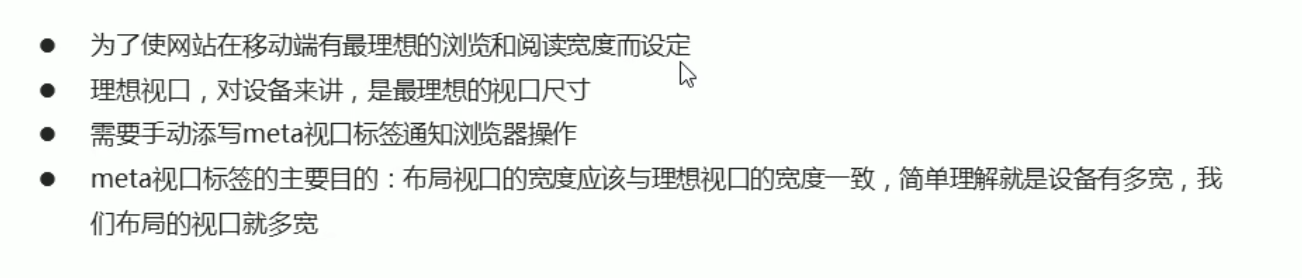 ● 为了使网站在移动端有最理想的浏览和阅读宽度而设定
● 理想视口，对设备来讲，是最理想的视口尺寸
● 需要手动添写meta视口标签通知浏览器操作
● meta视口标签的主要目的：布局视口的宽度应该与理想视口的宽度一致，简单理解就是设备有多宽，我
们布局的视口就多宽